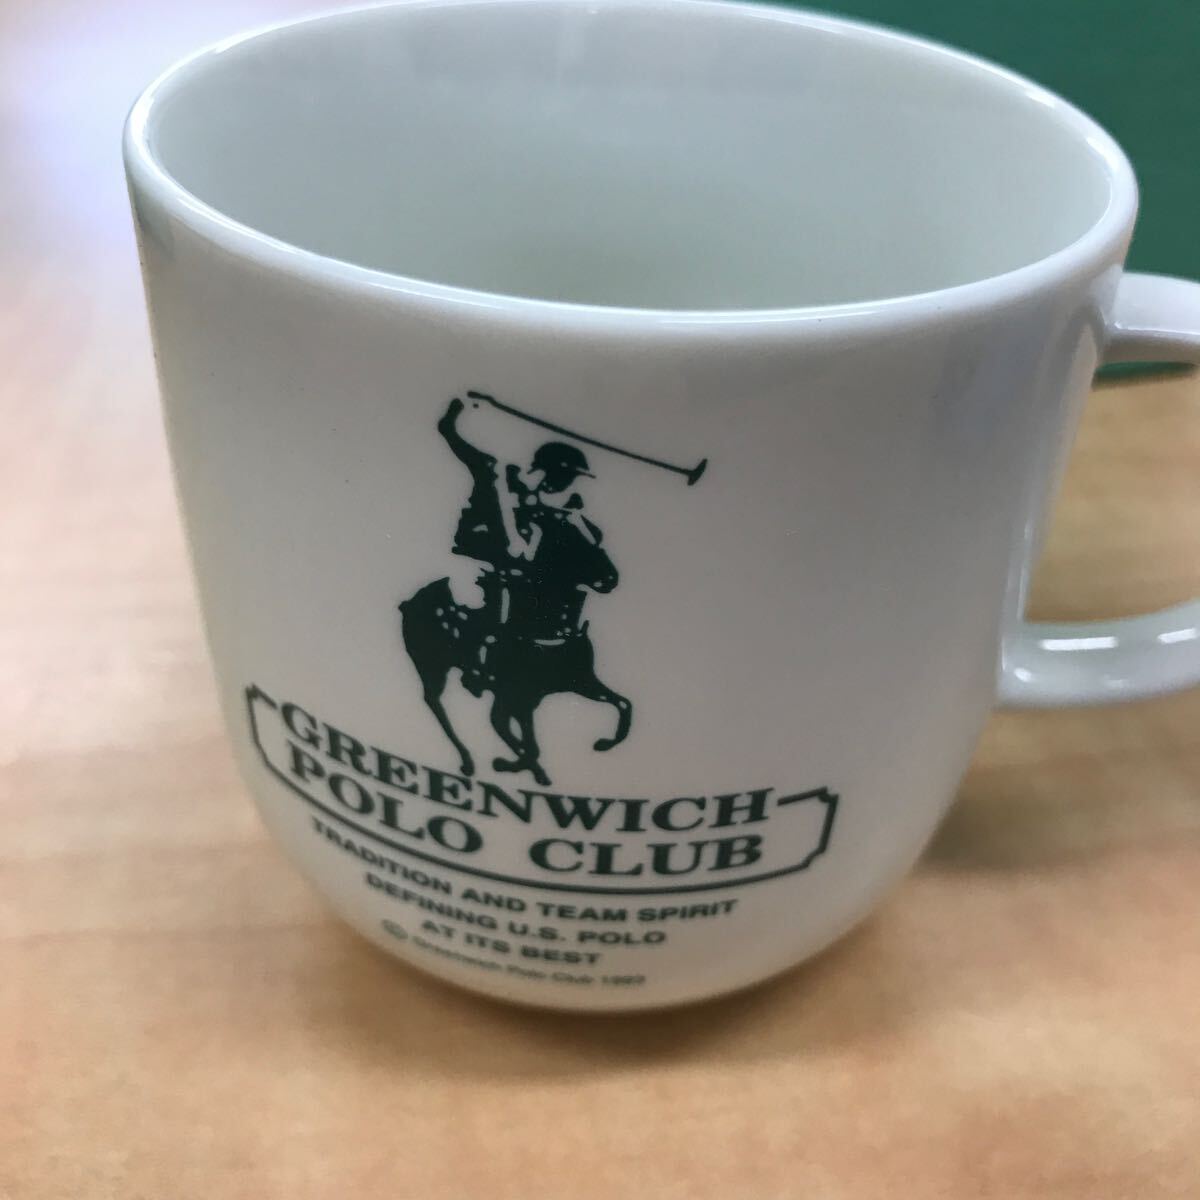 GREENWICH
POLO CLUB
TRADITION AND TEAM SPIRIT
DEFINING U.S. POLO
AT ITS BEST
© Greenwich Polo Club